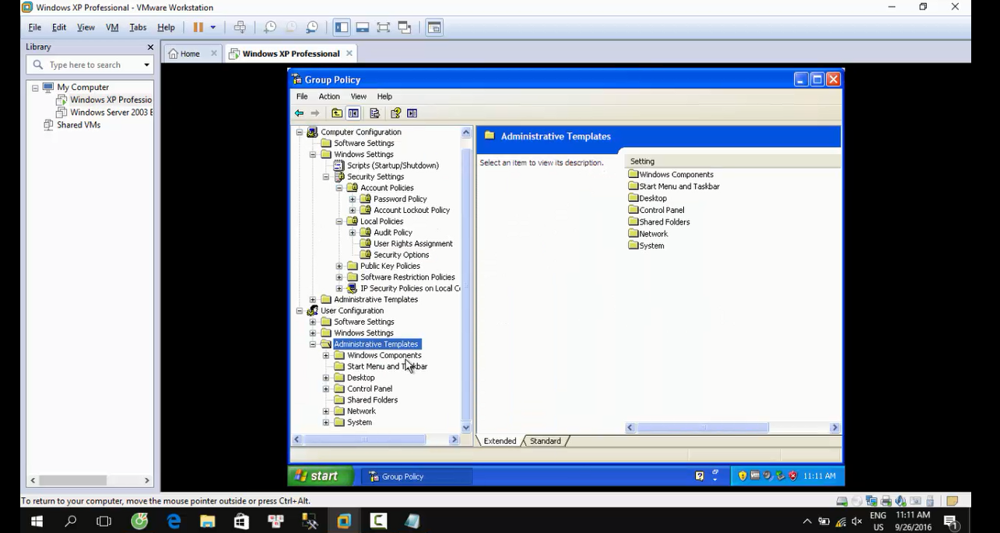 Windows XP Professional - VMware Workstation
File Edit View VM Tabs Help
Library
Home
Windows XP Professional
Type here to search
My Computer
Windows XP Professio
Windows Server 2003 E
Shared VMs
Group Policy
File Action View Help
Computer Configuration
Software Settings
Windows Settings
Scripts (Startup/Shutdown)
Security Settings
Account Policies
Password Policy
Account Lockout Policy
Local Policies
Audit Policy
User Rights Assignment
Security Options
Public Key Policies
Software Restriction Policies
IP Security Policies on Local C
Administrative Templates
User Configuration
Software Settings
Windows Settings
Administrative Templates
Windows Components
Start Menu and Taskbar
Desktop
Control Panel
Shared Folders
Network
System
Administrative Templates
Select an item to view its description.
Setting
Windows Components
Start Menu and Taskbar
Desktop
Control Panel
Shared Folders
Network
System
Extended Standard
start
Group Policy
11:11 AM
To return to your computer, move the mouse pointer outside or press Ctrl+Alt.
ENG
US
11:11 AM
9/26/2016
1